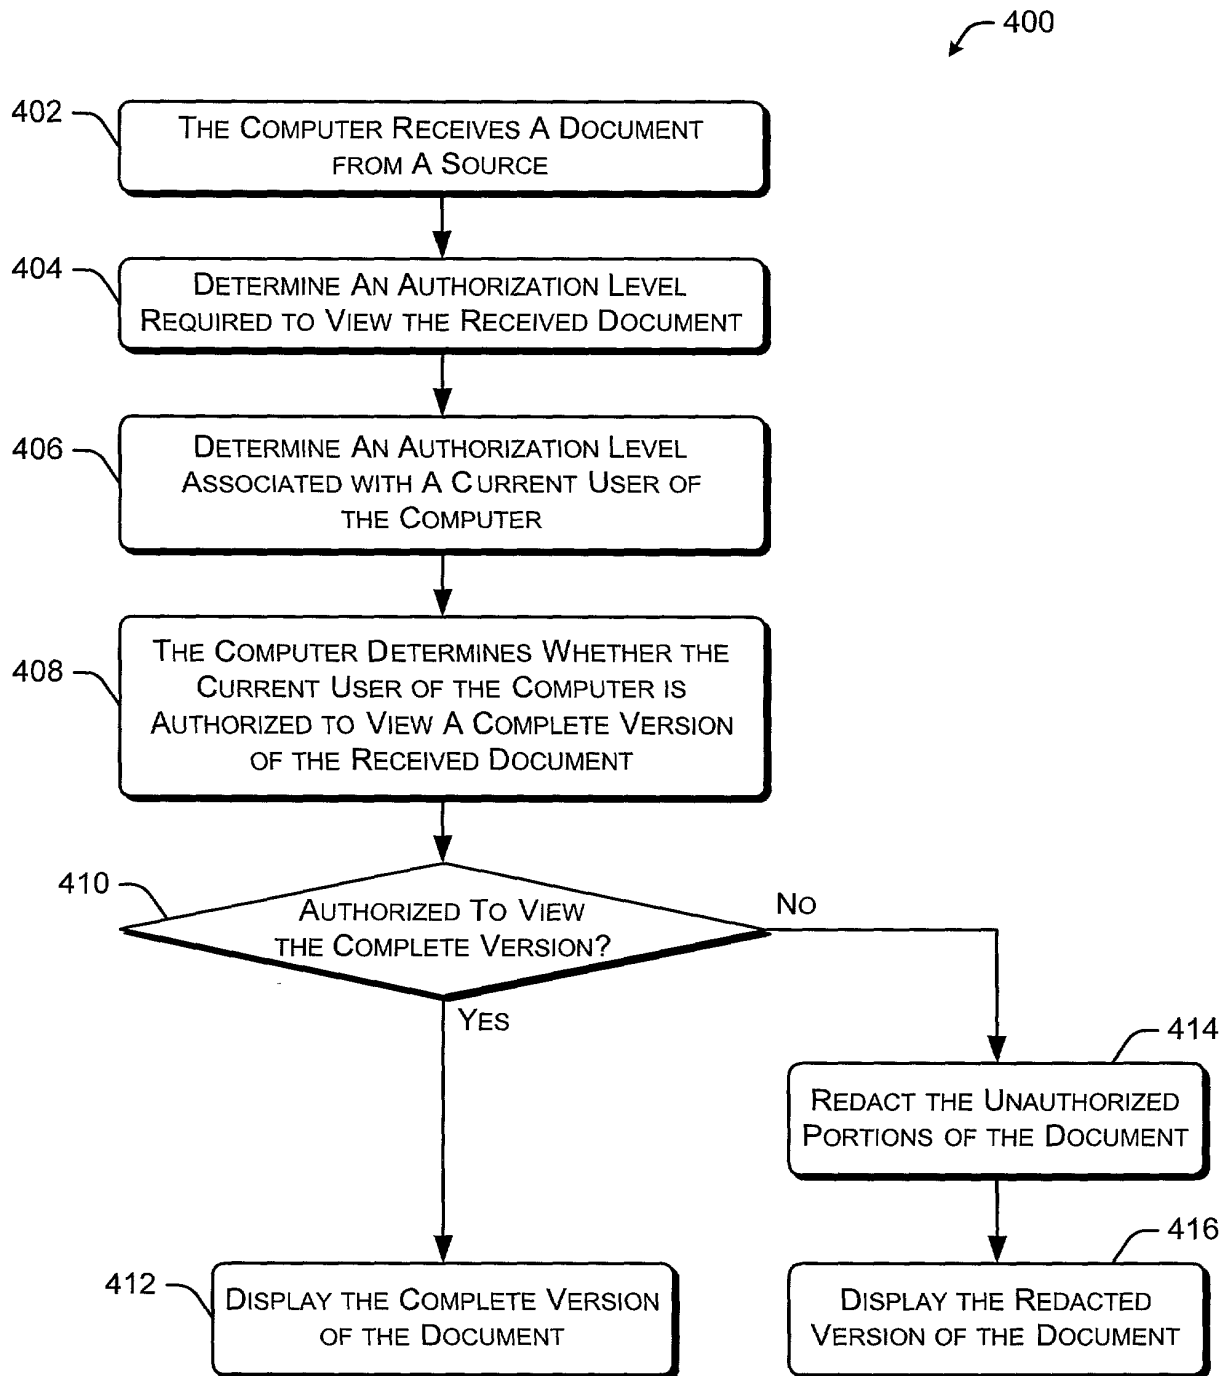 400
402
THE COMPUTER RECEIVES A DOCUMENT
FROM A SOURCE
404
DETERMINE AN AUTHORIZATION LEVEL
REQUIRED TO VIEW THE RECEIVED DOCUMENT
406
DETERMINE AN AUTHORIZATION LEVEL
ASSOCIATED WITH A CURRENT USER OF
THE COMPUTER
408
THE COMPUTER DETERMINES WHETHER THE
CURRENT USER OF THE COMPUTER IS
AUTHORIZED TO VIEW A COMPLETE VERSION
OF THE RECEIVED DOCUMENT
410
AUTHORIZED TO VIEW
THE COMPLETE VERSION?
NO
YES
414
REDACT THE UNAUTHORIZED
PORTIONS OF THE DOCUMENT
412
DISPLAY THE COMPLETE VERSION
OF THE DOCUMENT
416
DISPLAY THE REDACTED
VERSION OF THE DOCUMENT